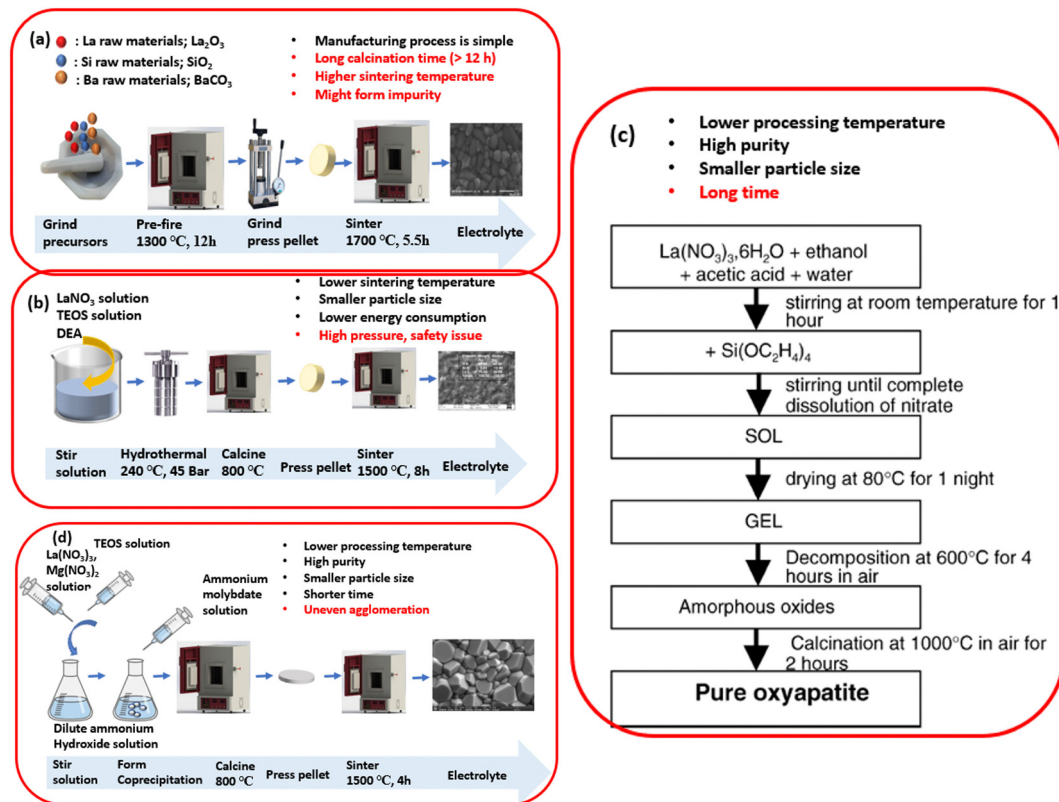 (a)
: La raw materials; La₂O₃
: Si raw materials; SiO₂
: Ba raw materials; BaCO₃
• Manufacturing process is simple
• Long calcination time (> 12 h)
• Higher sintering temperature
• Might form impurity
Grind
precursors
Pre-fire
1300 °C, 12h
Grind
press pellet
Sinter
1700 °C, 5.5h
Electrolyte
(b)
LaNO₃ solution
TEOS solution
DEA
• Lower sintering temperature
• Smaller particle size
• Lower energy consumption
• High pressure, safety issue
Stir
solution
Hydrothermal
240 °C, 45 Bar
Calcine
800 °C
Press pellet
Sinter
1500 °C, 8h
Electrolyte
(d)
TEOS solution
La(NO₃)₃,
Mg(NO₃)₂
solution
Ammonium
molybdate
solution
• Lower processing temperature
• High purity
• Smaller particle size
• Shorter time
• Uneven agglomeration
Dilute ammonium
Hydroxide solution
Stir
solution
Form
Coprecipitation
Calcine
800 °C
Press pellet
Sinter
1500 °C, 4h
Electrolyte
(c)
• Lower processing temperature
• High purity
• Smaller particle size
• Long time
La(NO₃)₃,6H₂O + ethanol
+ acetic acid + water
stirring at room temperature for 1
hour
+ Si(OC₂H₄)₄
stirring until complete
dissolution of nitrate
SOL
drying at 80°C for 1 night
GEL
Decomposition at 600°C for 4
hours in air
Amorphous oxides
Calcination at 1000°C in air for
2 hours
Pure oxyapatite